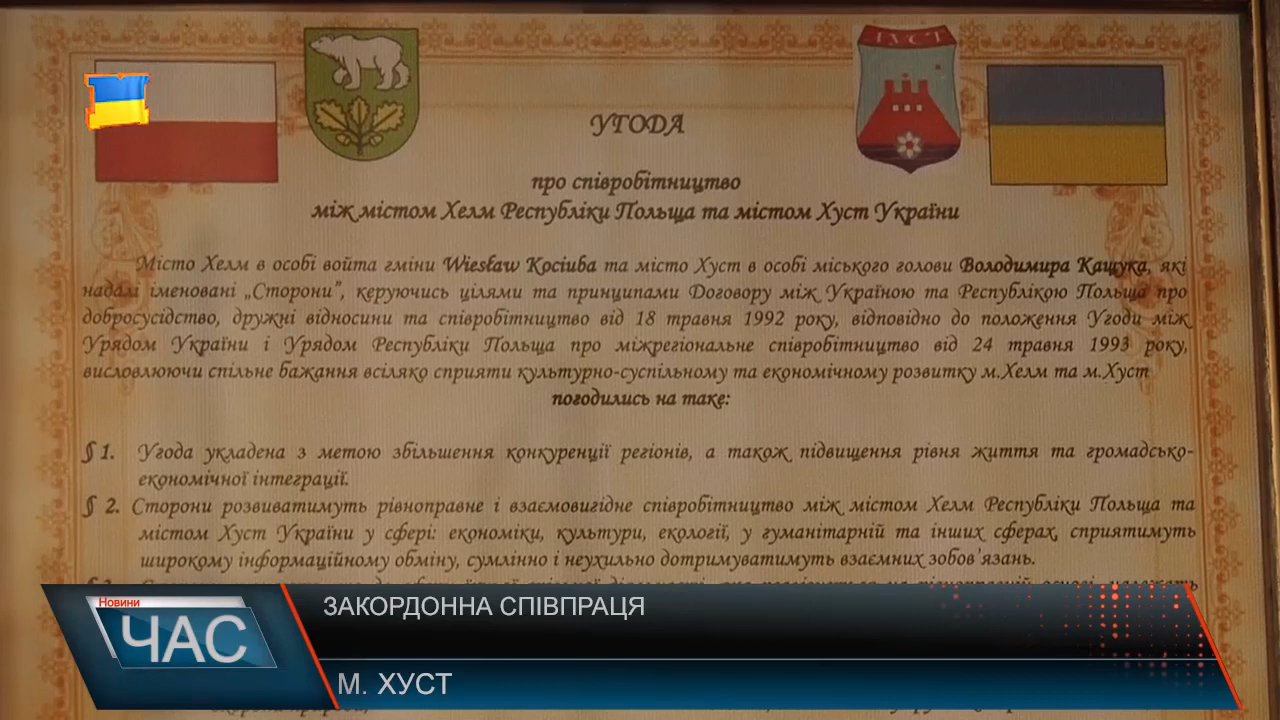 ХУСТ
УГОДА
про співробітництво
між містом Хелм Республіки Польща та містом Хуст України
Місто Хелм в особі войта гміни Wiesław Kociuba та місто Хуст в особі міського голови Володимира Кащука, які
надалі іменовані „Сторони”, керуючись цілями та принципами Договору між Україною та Республікою Польща про
добросусідство, дружні відносини та співробітництво від 18 травня 1992 року, відповідно до положення Угоди між
Урядом України і Урядом Республіки Польща про міжрегіональне співробітництво від 24 травня 1993 року,
висловлюючи спільне бажання всіляко сприяти культурно-суспільному та економічному розвитку м.Хелм та м.Хуст
погодились на таке:
§ 1. Угода укладена з метою збільшення конкуренції регіонів, а також підвищення рівня життя та громадсько-
економічної інтеграції.
§ 2. Сторони розвиватимуть рівноправне і взаємовигідне співробітництво між містом Хелм Республіки Польща та
містом Хуст України у сфері: економіки, культури, екології, у гуманітарній та інших сферах, сприятимуть
широкому інформаційному обміну, сумлінно і неухильно дотримуватимуть взаємних зобов’язань.
Новини
ЧАС
ЗАКОРДОННА СПІВПРАЦЯ
М. ХУСТ